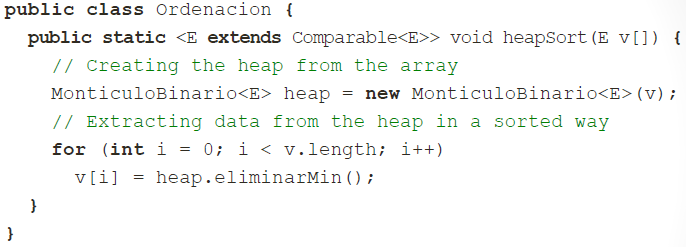 public class Ordenacion {
public static <E extends Comparable<E>> void heapSort(E v[]) {
// Creating the heap from the array
MonticuloBinario<E> heap = new MonticuloBinario<E>(v);
// Extracting data from the heap in a sorted way
for (int i = 0; i < v.length; i++)
v[i] = heap.eliminarMin();
}
}